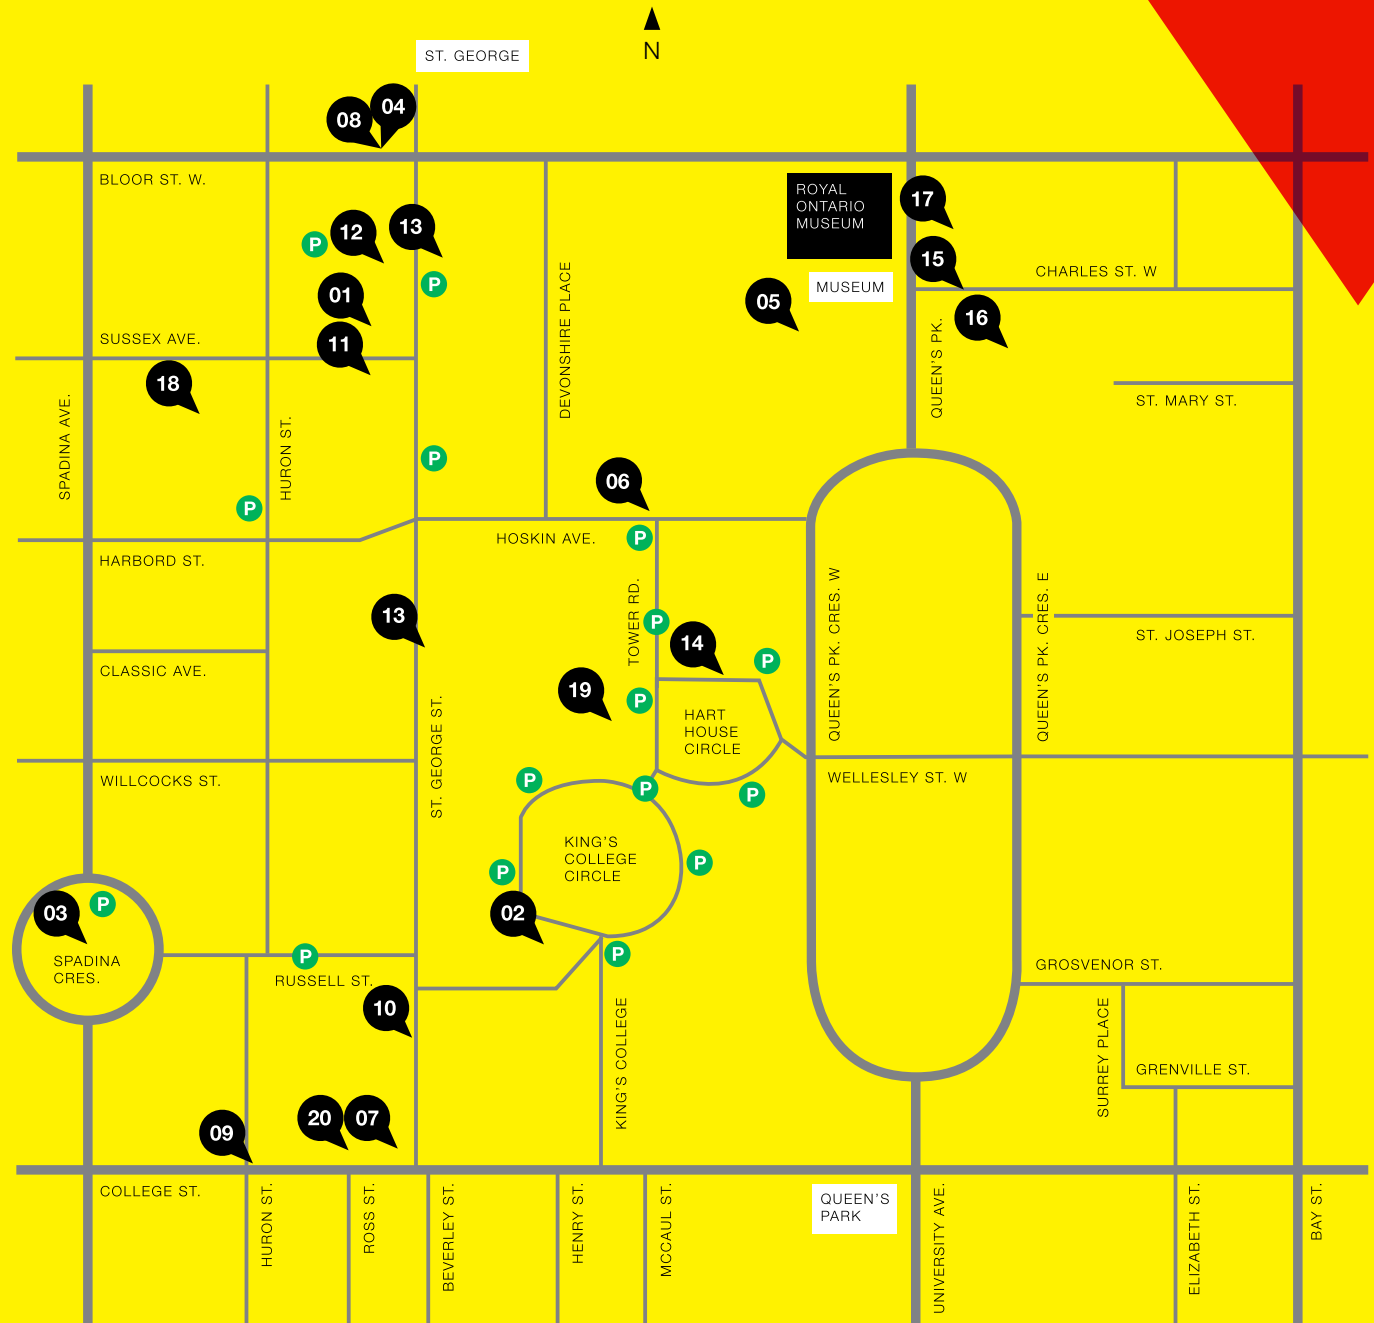 N
ST. GEORGE
04
08
BLOOR ST. W.
ROYAL
ONTARIO
MUSEUM
17
13
12
P
15
CHARLES ST. W
P
MUSEUM
01
05
16
SUSSEX AVE.
11
DEVONSHIRE PLACE
QUEEN'S PK.
18
ST. MARY ST.
SPADINA AVE.
HURON ST.
P
06
P
HOSKIN AVE.
P
HARBORD ST.
13
TOWER RD.
P
QUEEN'S PK. CRES. W
QUEEN'S PK. CRES. E
ST. JOSEPH ST.
14
P
CLASSIC AVE.
19
P
HART
HOUSE
CIRCLE
ST. GEORGE ST.
WILLCOCKS ST.
P
P
P
WELLESLEY ST. W
KING'S
COLLEGE
CIRCLE
P
P
03
P
02
SPADINA
CRES.
P
P
RUSSELL ST.
GROSVENOR ST.
10
KING'S COLLEGE
SURREY PLACE
GRENVILLE ST.
09
20
07
COLLEGE ST.
HURON ST.
ROSS ST.
BEVERLEY ST.
HENRY ST.
MCCAUL ST.
QUEEN'S
PARK
UNIVERSITY AVE.
ELIZABETH ST.
BAY ST.